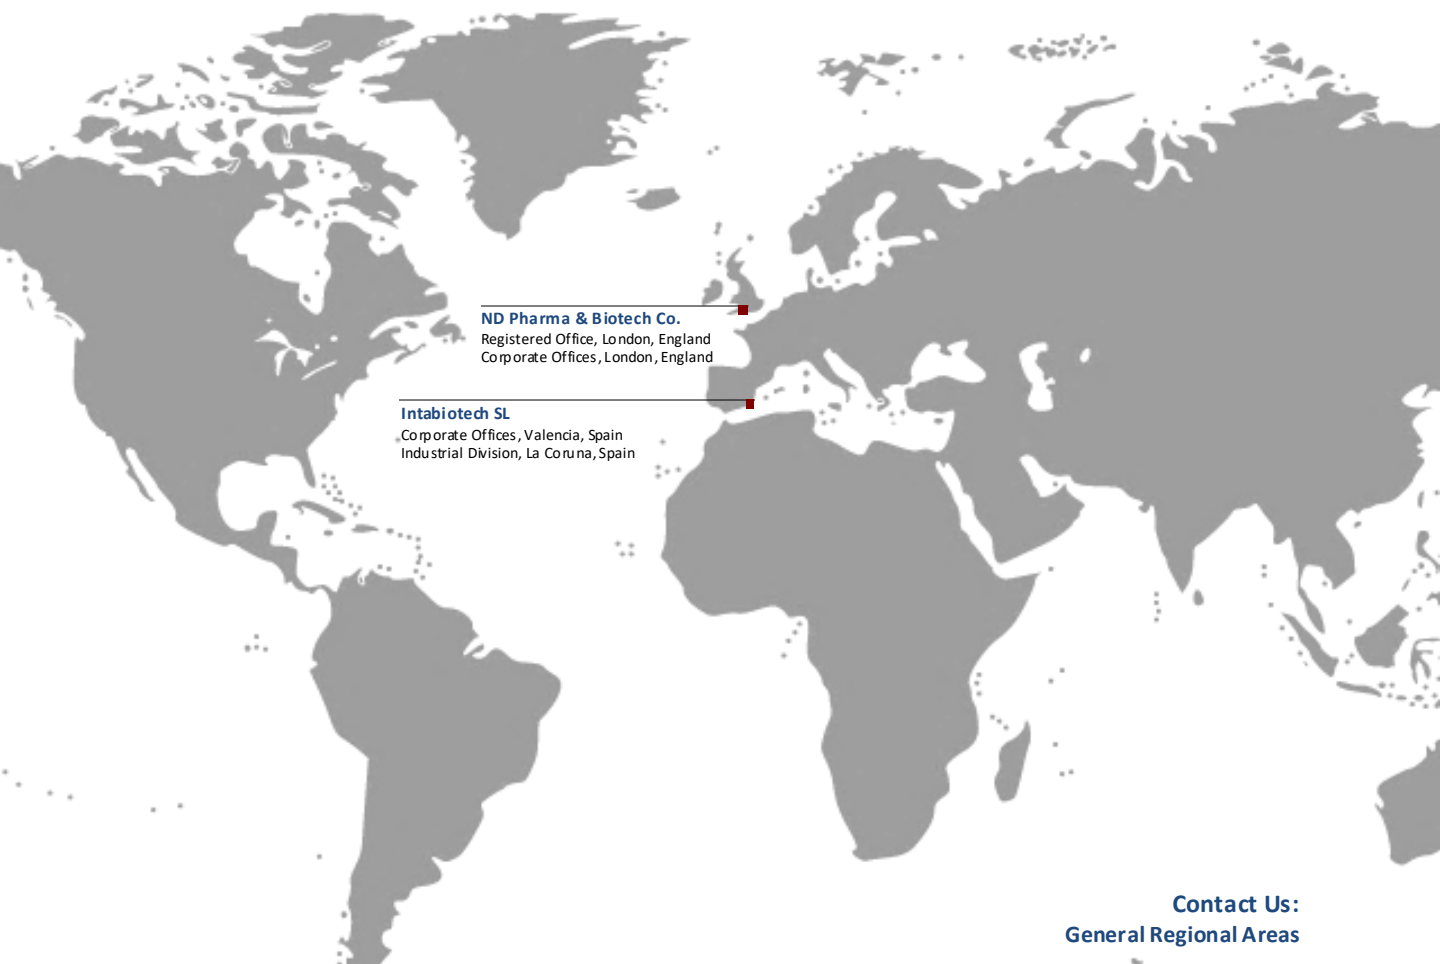 ND Pharma & Biotech Co.
Registered Office, London, England
Corporate Offices, London, England
Intabiotech SL
Corporate Offices, Valencia, Spain
Industrial Division, La Coruna, Spain
Contact Us:
General Regional Areas